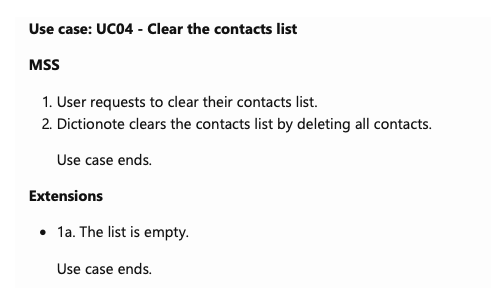 Use case: UC04 - Clear the contacts list
MSS
1. User requests to clear their contacts list.
2. Dictionote clears the contacts list by deleting all contacts.
Use case ends.
Extensions
• 1a. The list is empty.
Use case ends.